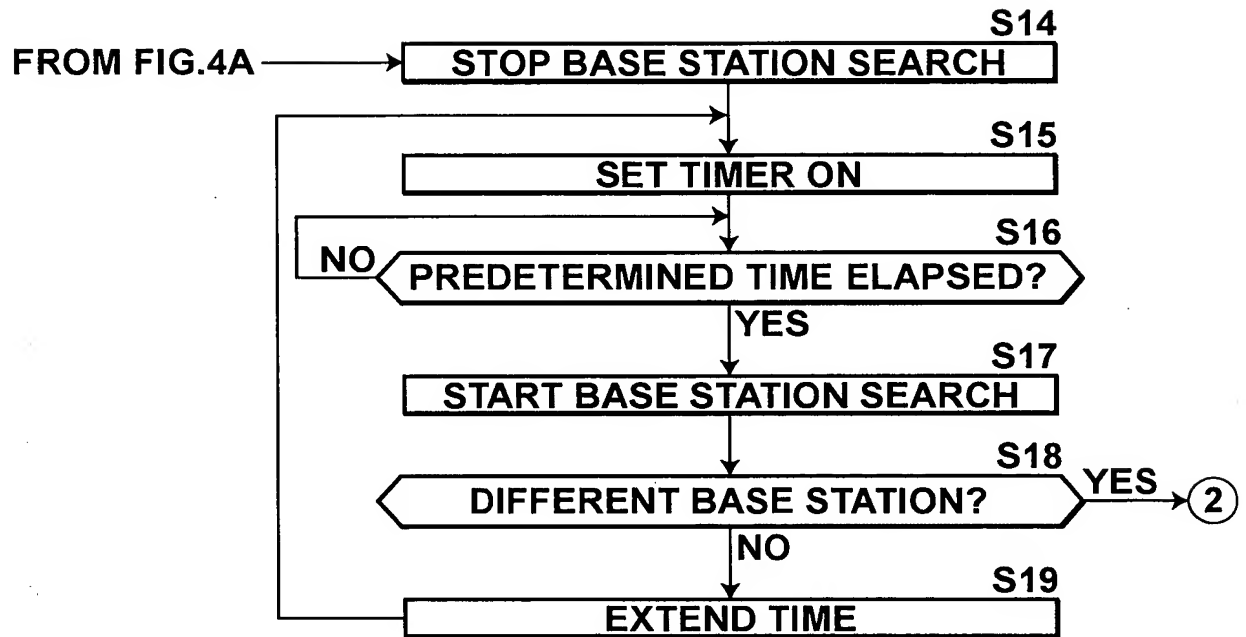 S14
FROM FIG.4A
STOP BASE STATION SEARCH
S15
SET TIMER ON
S16
NO
PREDETERMINED TIME ELAPSED?
YES
S17
START BASE STATION SEARCH
S18
DIFFERENT BASE STATION?
YES
2
NO
S19
EXTEND TIME